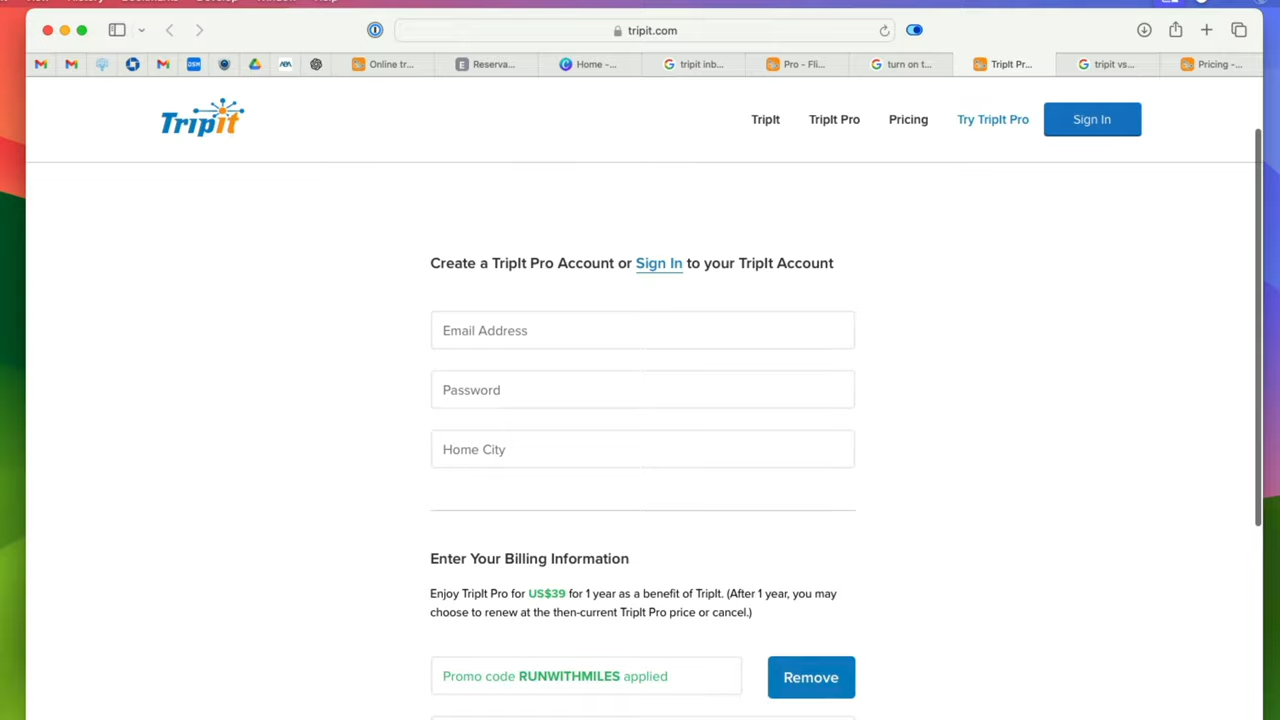 tripit.com
Online tr... Reserva... Home -... tripit inb... Pro - Fli... turn on t... TripIt Pr... tripit vs... Pricing -...
TripIt
TripIt TripIt Pro Pricing Try TripIt Pro Sign In
Create a TripIt Pro Account or Sign In to your TripIt Account
Email Address
Password
Home City
Enter Your Billing Information
Enjoy TripIt Pro for US$39 for 1 year as a benefit of TripIt. (After 1 year, you may
choose to renew at the then-current TripIt Pro price or cancel.)
Promo code RUNWITHMILES applied
Remove